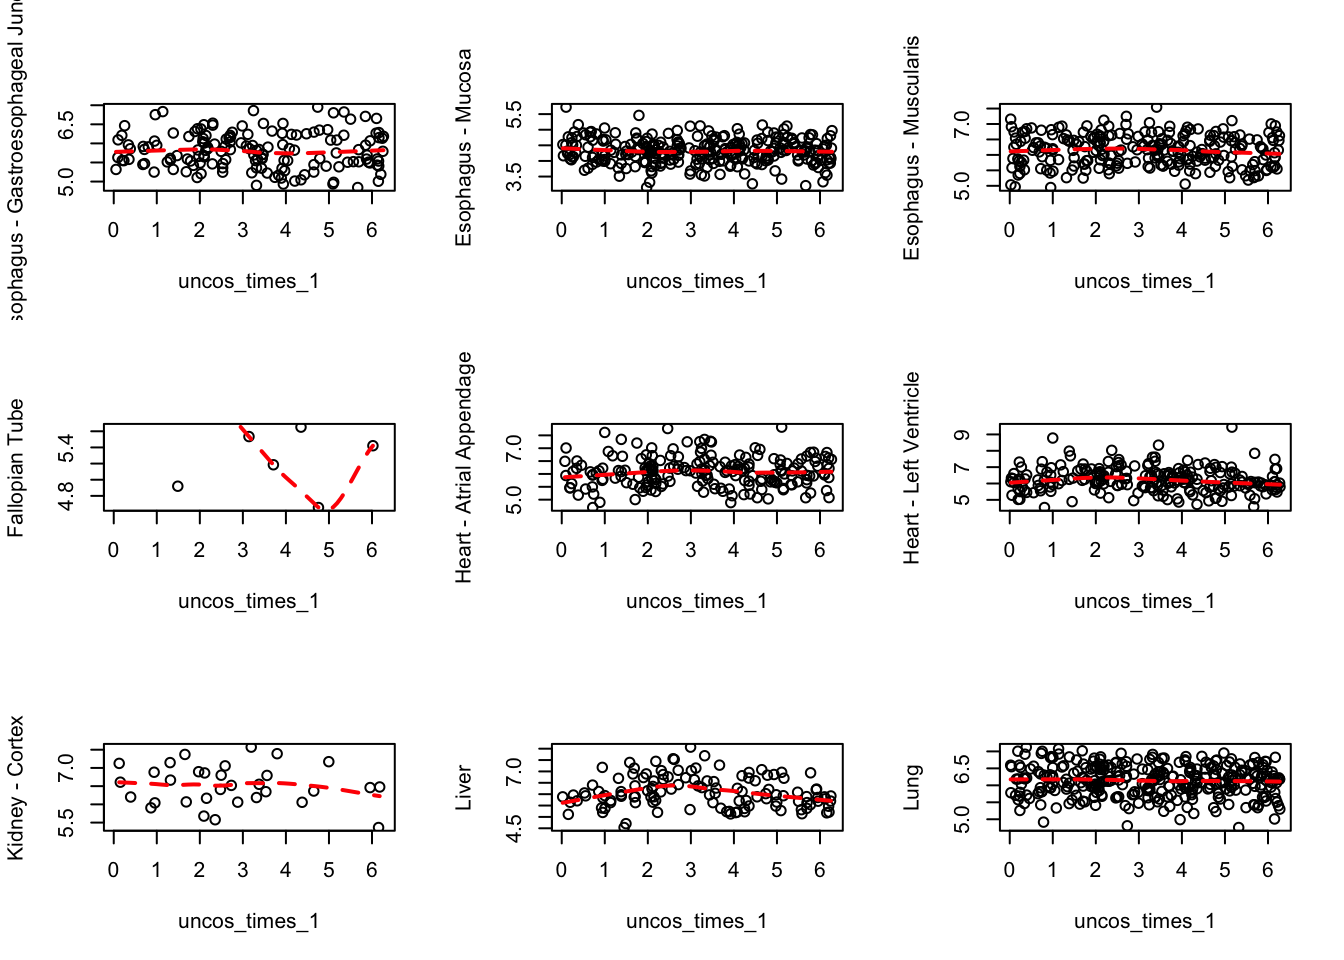 sophagus - Gastroesophageal Jun
5.0 6.5
0 1 2 3 4 5 6
uncos_times_1
Esophagus - Mucosa
3.5 5.5
0 1 2 3 4 5 6
uncos_times_1
Esophagus - Muscularis
5.0 7.0
0 1 2 3 4 5 6
uncos_times_1
Fallopian Tube
4.8 5.4
0 1 2 3 4 5 6
uncos_times_1
Heart - Atrial Appendage
5.0 7.0
0 1 2 3 4 5 6
uncos_times_1
Heart - Left Ventricle
5 7 9
0 1 2 3 4 5 6
uncos_times_1
Kidney - Cortex
5.5 7.0
0 1 2 3 4 5 6
uncos_times_1
Liver
4.5 7.0
0 1 2 3 4 5 6
uncos_times_1
Lung
5.0 6.5
0 1 2 3 4 5 6
uncos_times_1